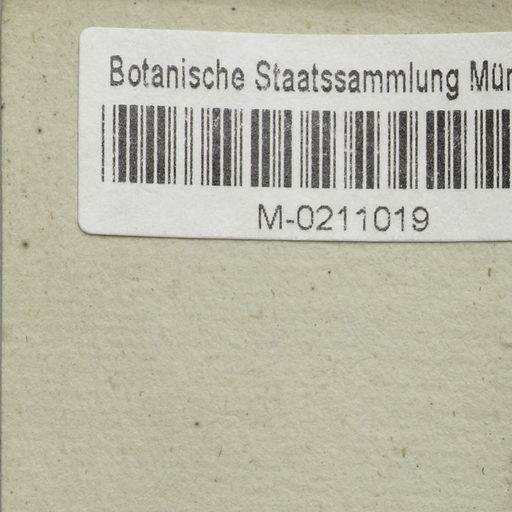 Botanische Staatssammlung Mün
M-0211019